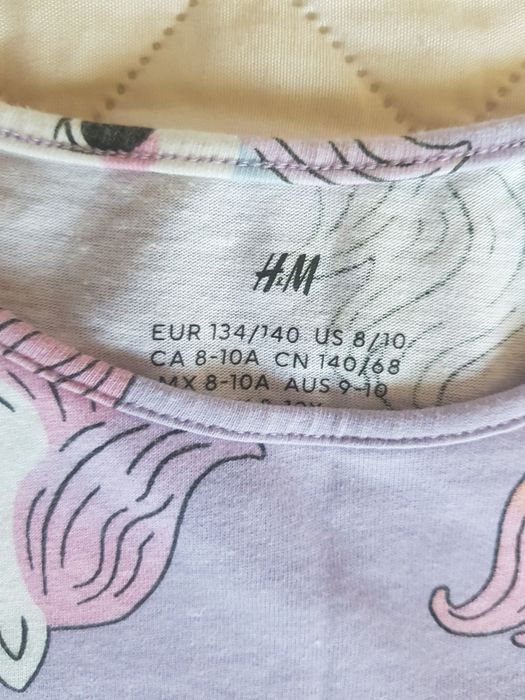 H&M
EUR 134/140 US 8/10
CA 8-10A CN 140/68
MX 8-10A AUS 9-10